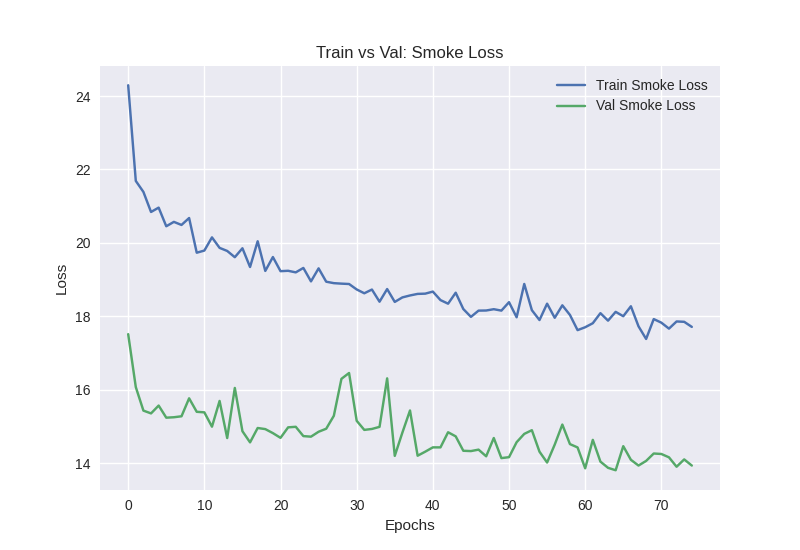 Train vs Val: Smoke Loss
Train Smoke Loss
Val Smoke Loss
24
22
20
18
16
14
Loss
0 10 20 30 40 50 60 70
Epochs